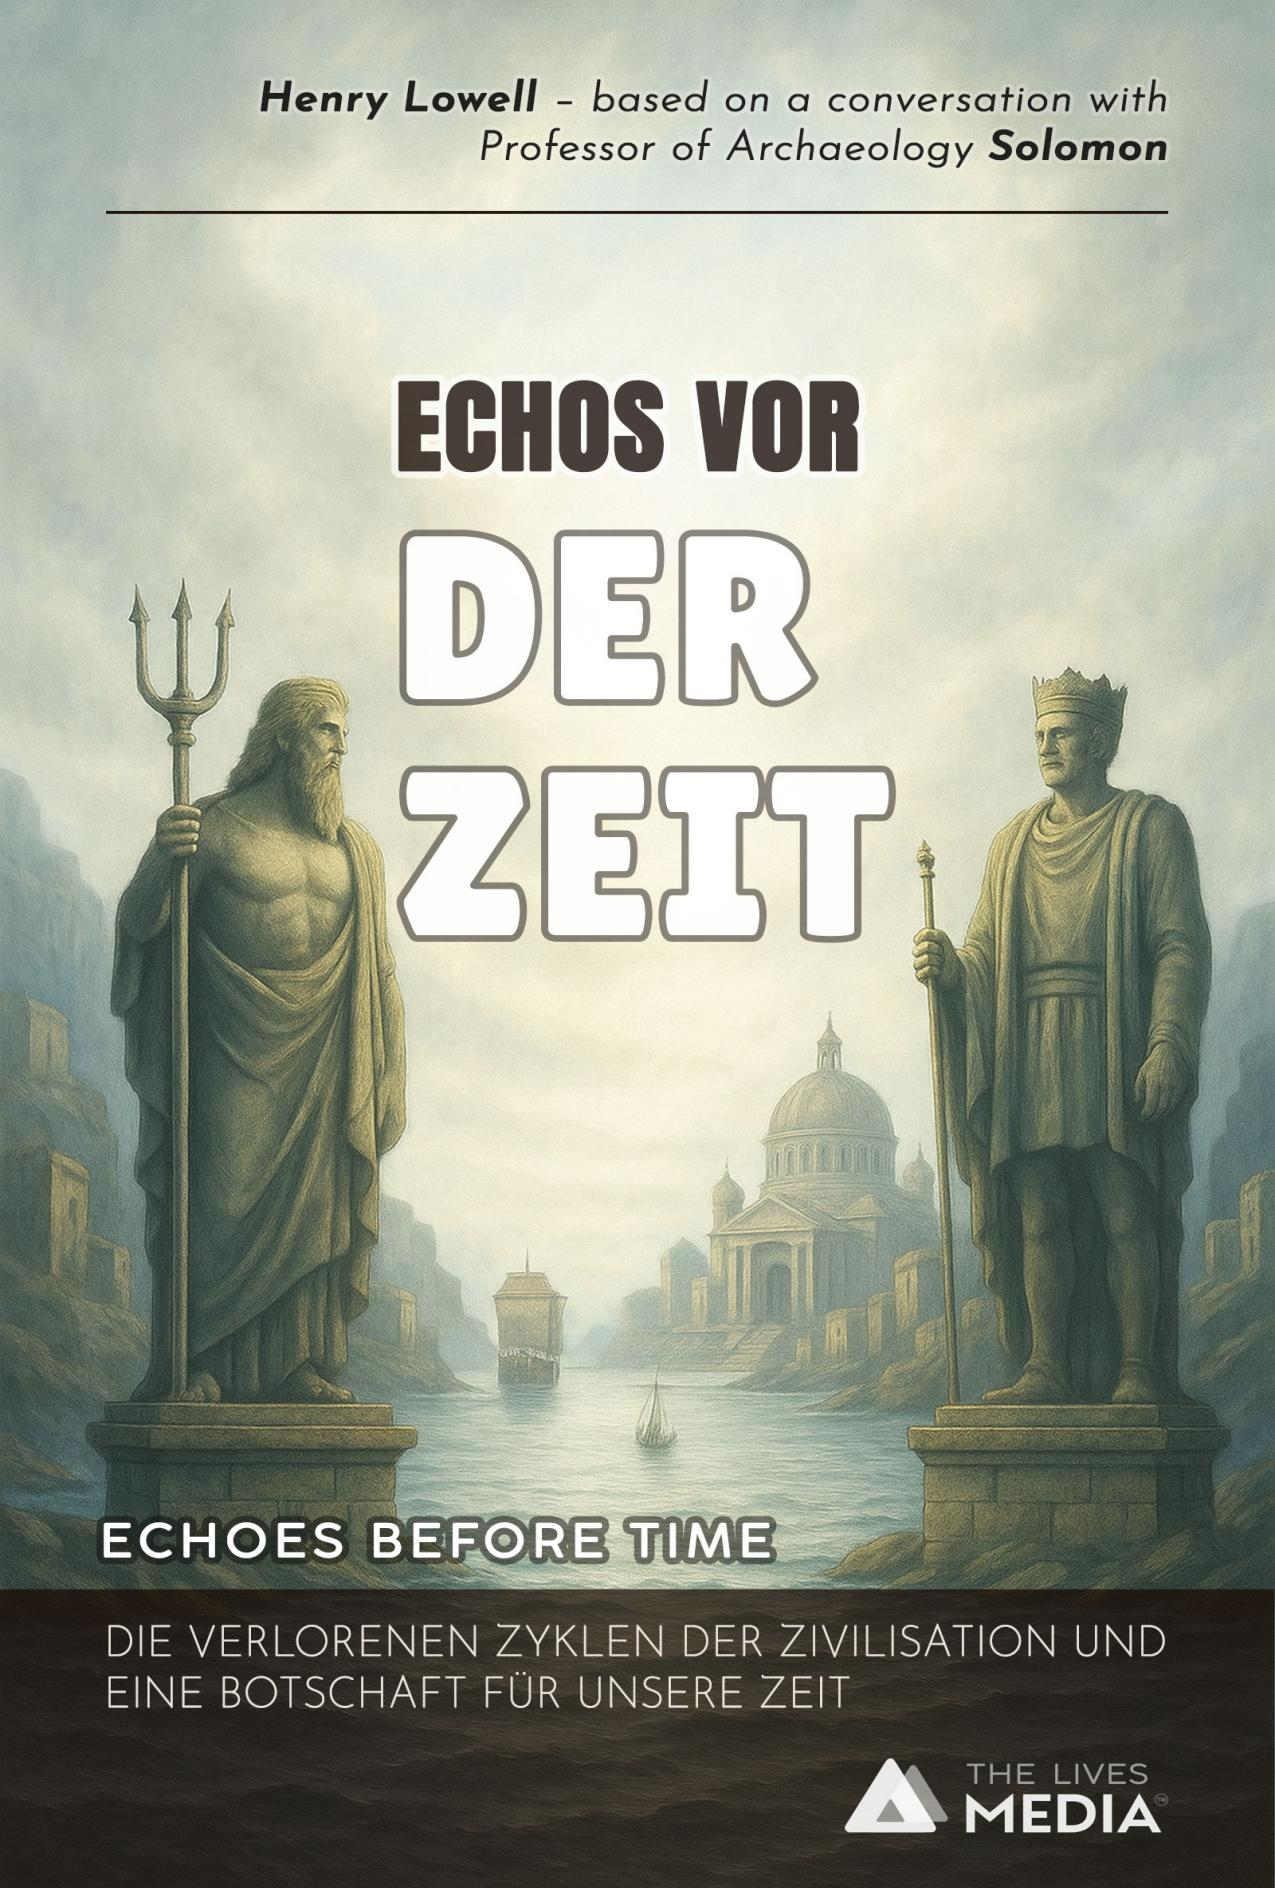 Henry Lowell – based on a conversation with
Professor of Archaeology Solomon
ECHOS VOR
DER
ZEIT
ECHOES BEFORE TIME
DIE VERLORENEN ZYKLEN DER ZIVILISATION UND
EINE BOTSCHAFT FÜR UNSERE ZEIT
THE LIVES
MEDIA™